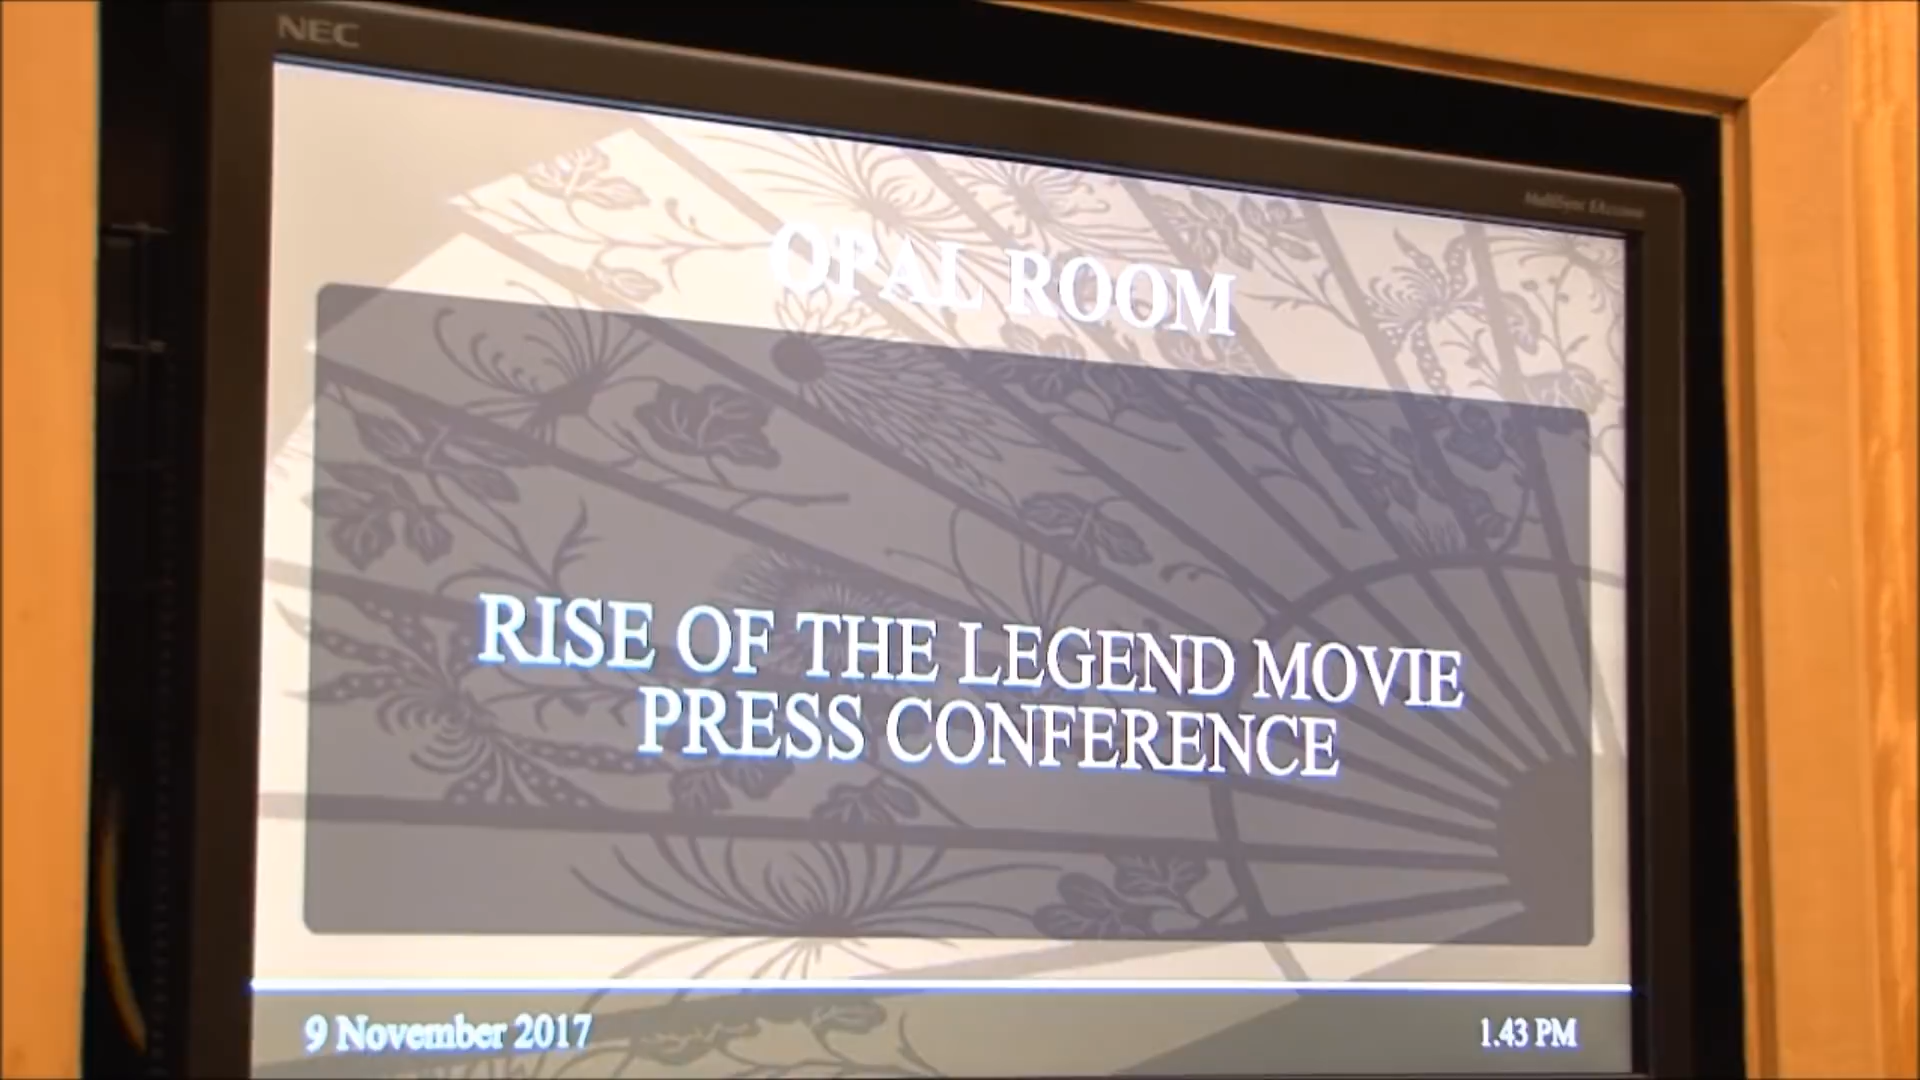 NEC
OPAL ROOM
RISE OF THE LEGEND MOVIE
PRESS CONFERENCE
9 November 2017
1.43 PM